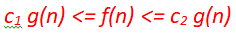 c₁ g(n) <= f(n) <= c₂ g(n)